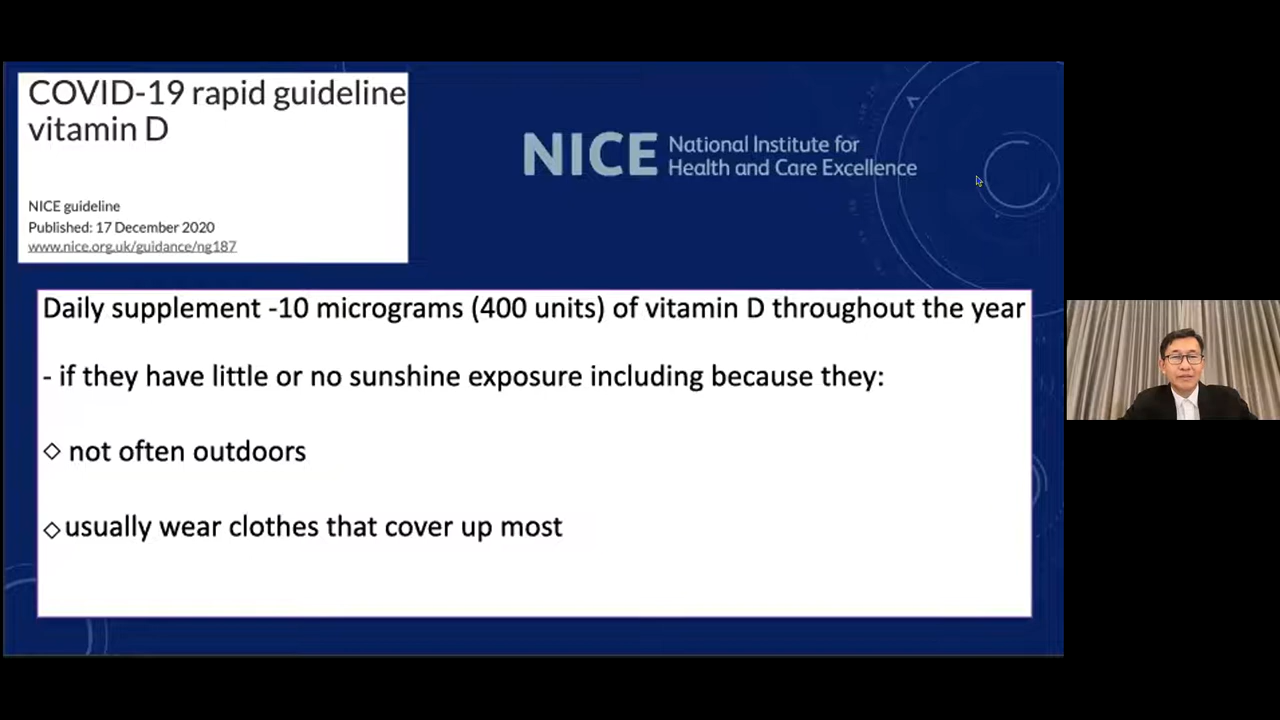 COVID-19 rapid guideline
vitamin D
NICE guideline
Published: 17 December 2020
www.nice.org.uk/guidance/ng187
NICE National Institute for
Health and Care Excellence
Daily supplement -10 micrograms (400 units) of vitamin D throughout the year
- if they have little or no sunshine exposure including because they:
◇ not often outdoors
◇ usually wear clothes that cover up most